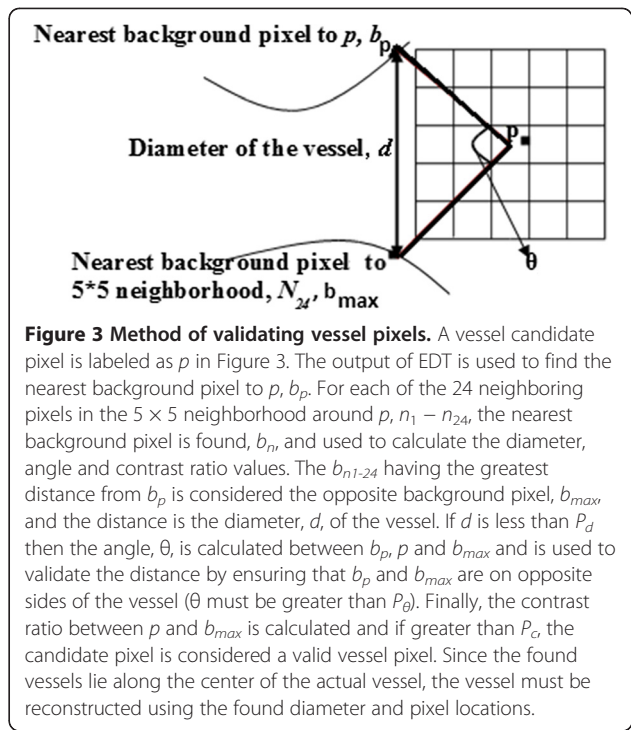 Nearest background pixel to p, bp
Diameter of the vessel, d
p
Nearest background pixel to
5*5 neighborhood, N24, bmax
θ
Figure 3 Method of validating vessel pixels. A vessel candidate
pixel is labeled as p in Figure 3. The output of EDT is used to find the
nearest background pixel to p, bp. For each of the 24 neighboring
pixels in the 5 × 5 neighborhood around p, n1 – n24, the nearest
background pixel is found, bn, and used to calculate the diameter,
angle and contrast ratio values. The bn1-24 having the greatest
distance from bp is considered the opposite background pixel, bmax,
and the distance is the diameter, d, of the vessel. If d is less than Pd
then the angle, θ, is calculated between bp, p and bmax and is used to
validate the distance by ensuring that bp and bmax are on opposite
sides of the vessel (θ must be greater than Pθ). Finally, the contrast
ratio between p and bmax is calculated and if greater than Pc, the
candidate pixel is considered a valid vessel pixel. Since the found
vessels lie along the center of the actual vessel, the vessel must be
reconstructed using the found diameter and pixel locations.